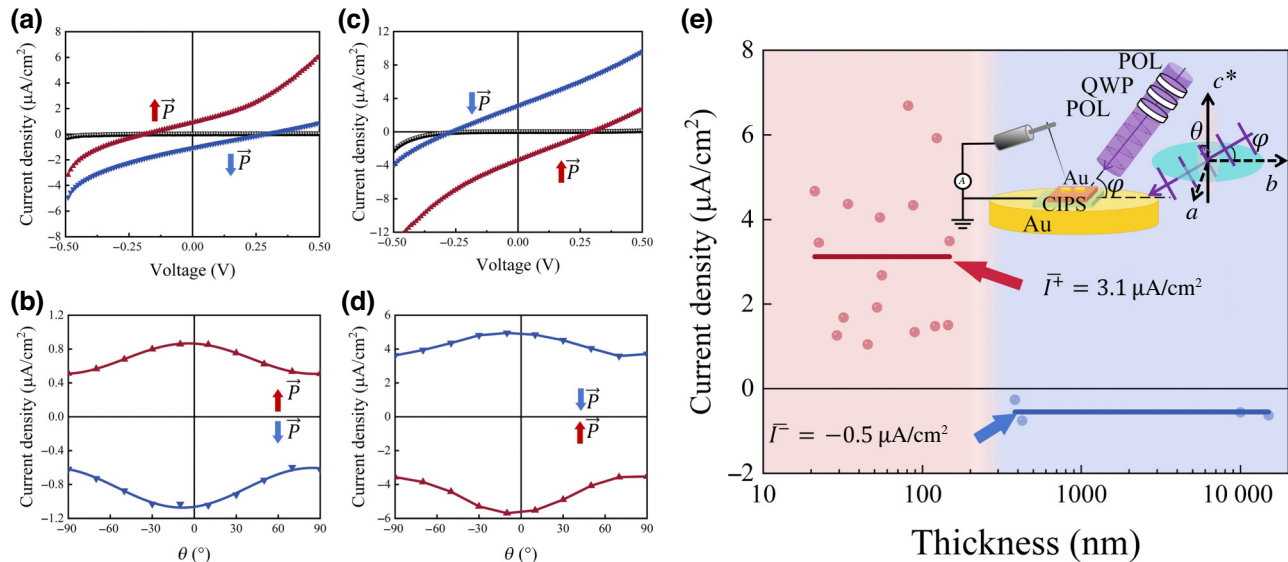 (a)
Current density (μA/cm²)
8
6
4
2
0
−2
−4
−6
8
−0.50
−0.25
0.00
0.25
0.50
Voltage (V)
P
P
(c)
Current density (μA/cm²)
12
8
4
0
−4
−8
−12
−0.50
−0.25
0.00
0.25
0.50
Voltage (V)
P
P
(b)
Current density (μA/cm²)
1.2
0.8
0.4
0.0
−0.4
−0.8
−1.2
−90
−60
−30
0
30
60
90
θ (°)
P
P
(d)
Current density (μA/cm²)
6
4
2
0
−2
−4
−6
−90
−60
−30
0
30
60
90
θ (°)
P
P
(e)
Current density (μA/cm²)
8
6
4
2
0
−2
10
100
1000
10 000
Thickness (nm)
POL
QWP
POL
c*
θ
φ
b
a
A
Au
φ
CIPS
Au
I⁺ = 3.1 μA/cm²
I⁻ = −0.5 μA/cm²